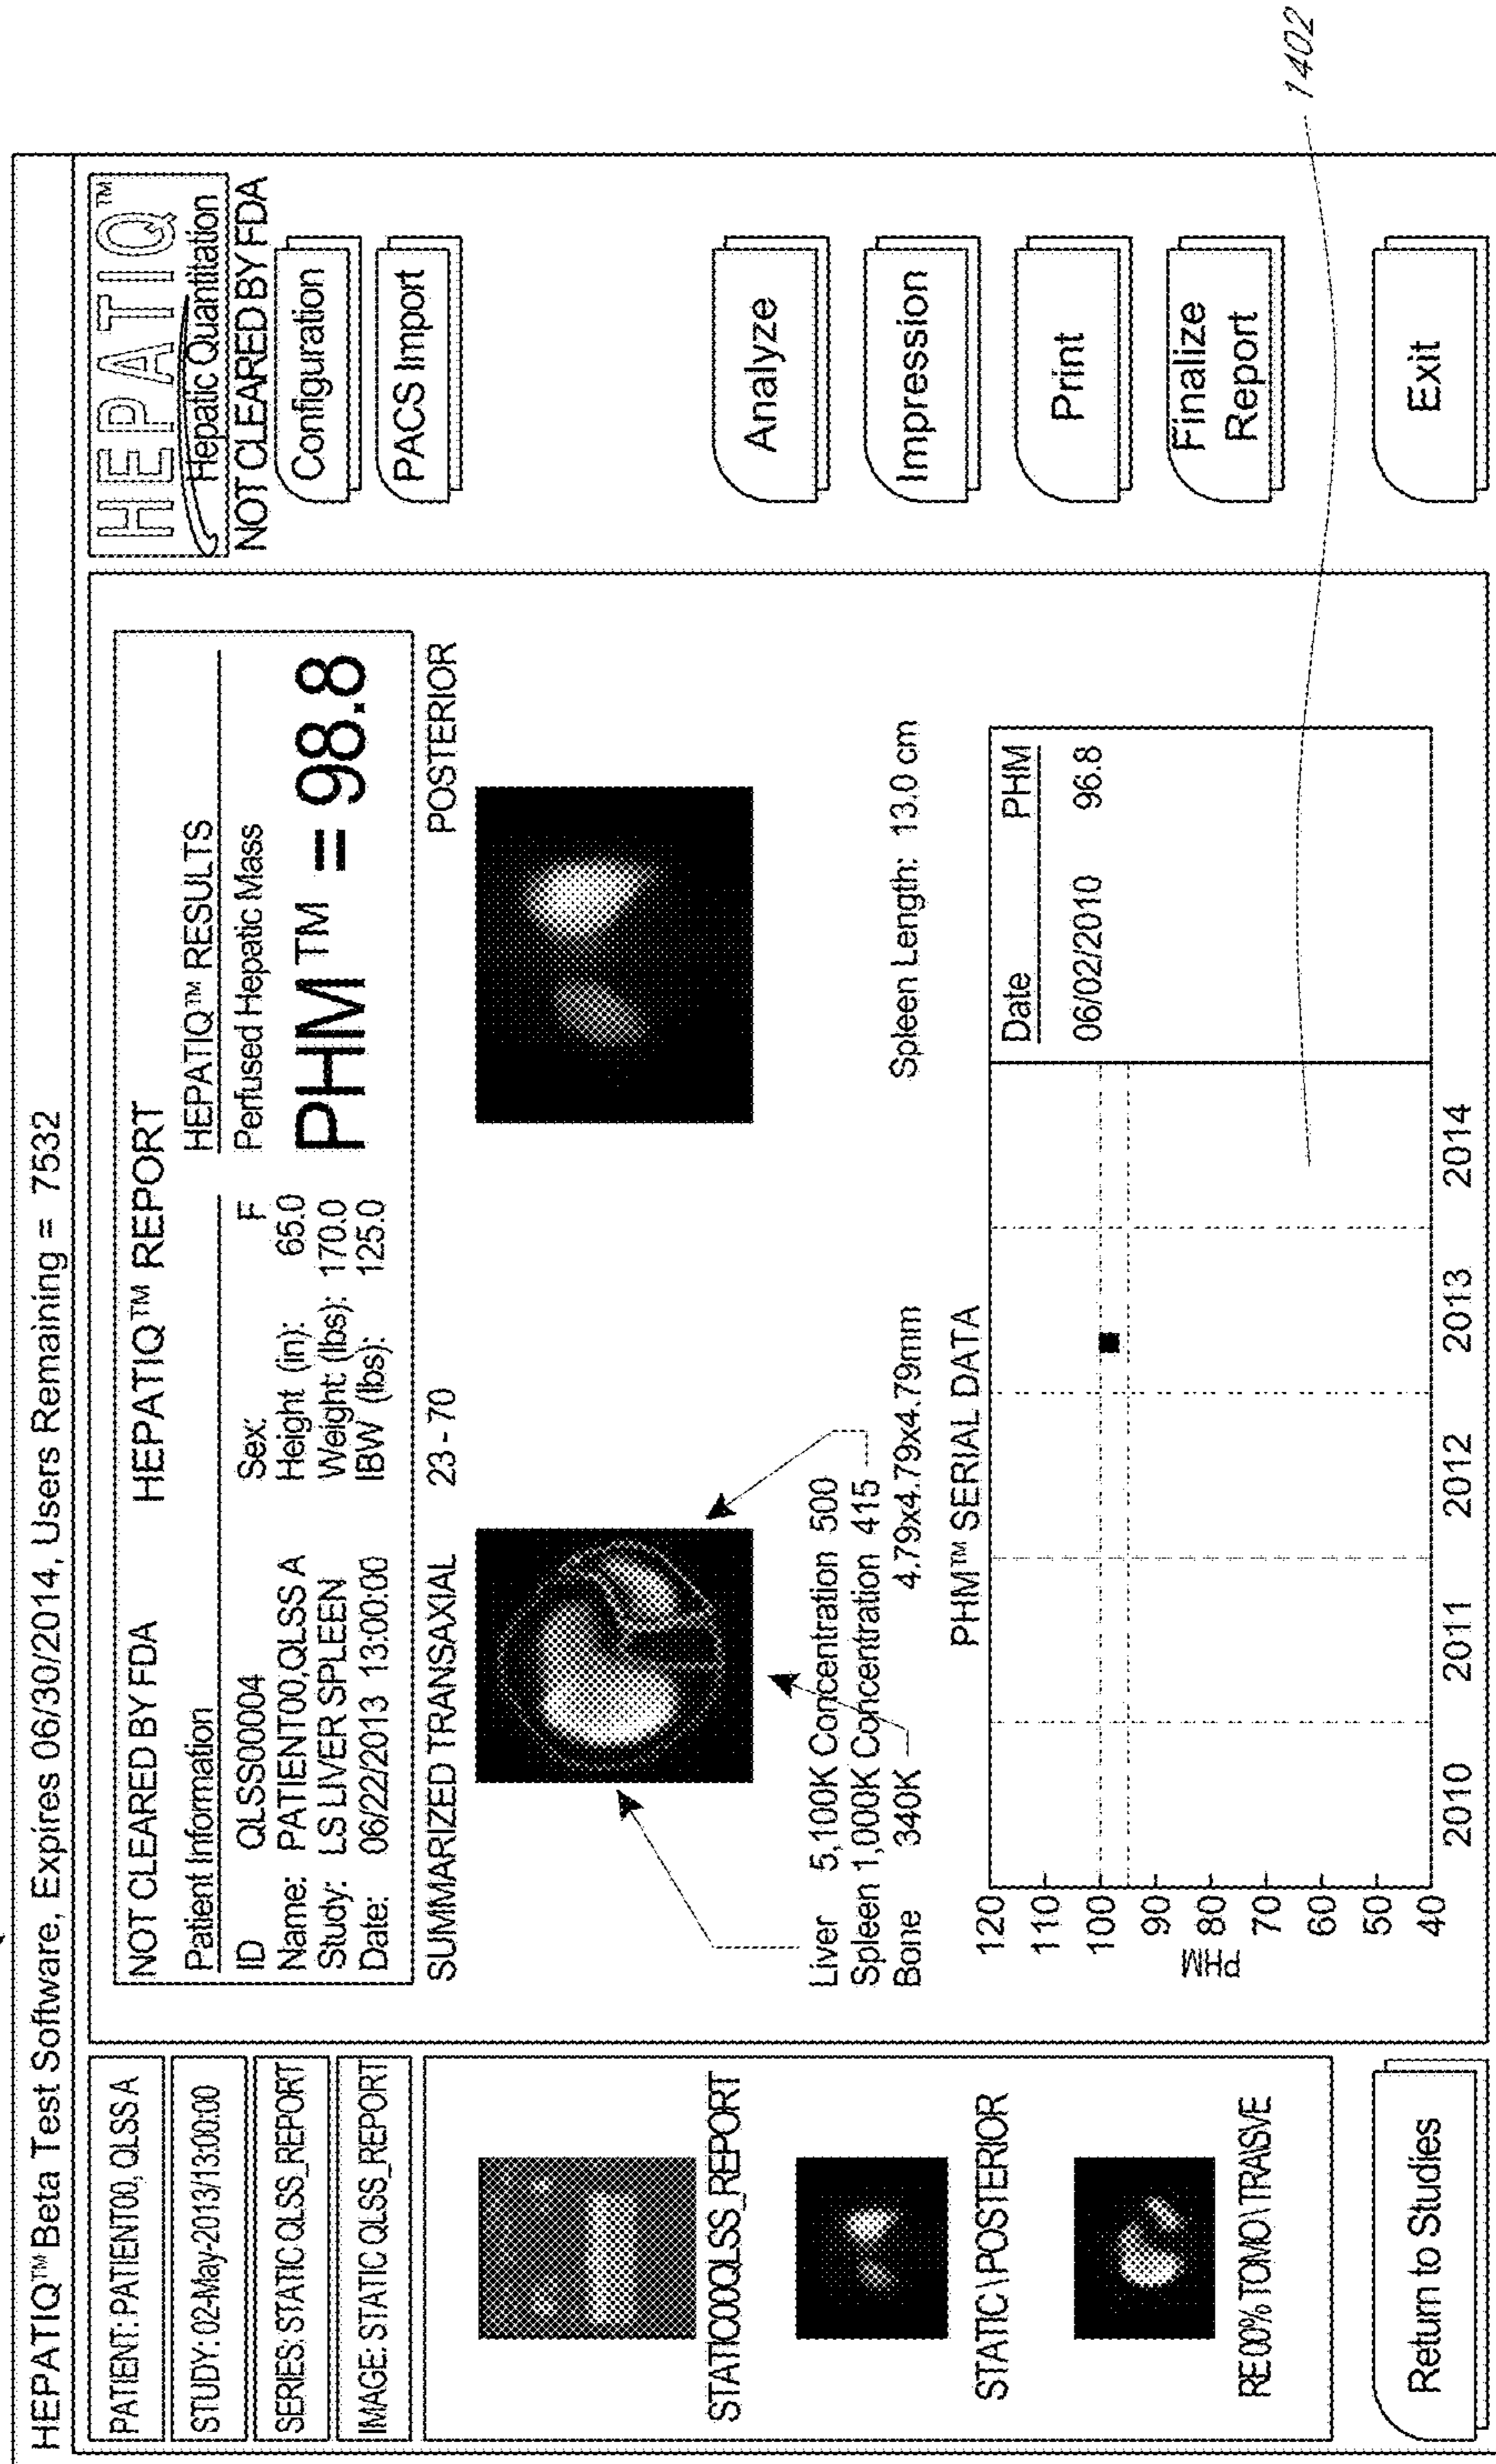 HEPATIQ™ Beta Test Software, Expires 06/30/2014, Users Remaining = 7532
PATIENT: PATIENT00, QLSS A
STUDY: 02-May-2013/13:00:00
SERIES: STATIC QLSS_REPORT
IMAGE: STATIC QLSS_REPORT
STATIC00QLSS_REPORT
STATIC\POSTERIOR
RE00% TOMO\TRAISVE
Return to Studies
NOT CLEARED BY FDA HEPATIQ™ REPORT
Patient Information
ID QLSS00004
Name: PATIENT00,QLSS A
Study: LS LIVER SPLEEN
Date: 06/22/2013 13:00:00
Sex: F
Height (in): 65.0
Weight (lbs): 170.0
IBW (lbs): 125.0
HEPATIQ™ RESULTS
Perfused Hepatic Mass
PHM™ = 98.8
SUMMARIZED TRANSAXIAL 23 - 70
POSTERIOR
Liver 5,100K Concentration 500
Spleen 1,000K Concentration 415
Bone 340K
4.79x4.79x4.79mm
Spleen Length: 13.0 cm
PHM™ SERIAL DATA
PHM
120
110
100
90
80
70
60
50
40
2010 2011 2012 2013 2014
Date PHM
06/02/2010 96.8
HEPATIQ™
Hepatic Quantitation
NOT CLEARED BY FDA
Configuration
PACS Import
Analyze
Impression
Print
Finalize
Report
Exit
1402